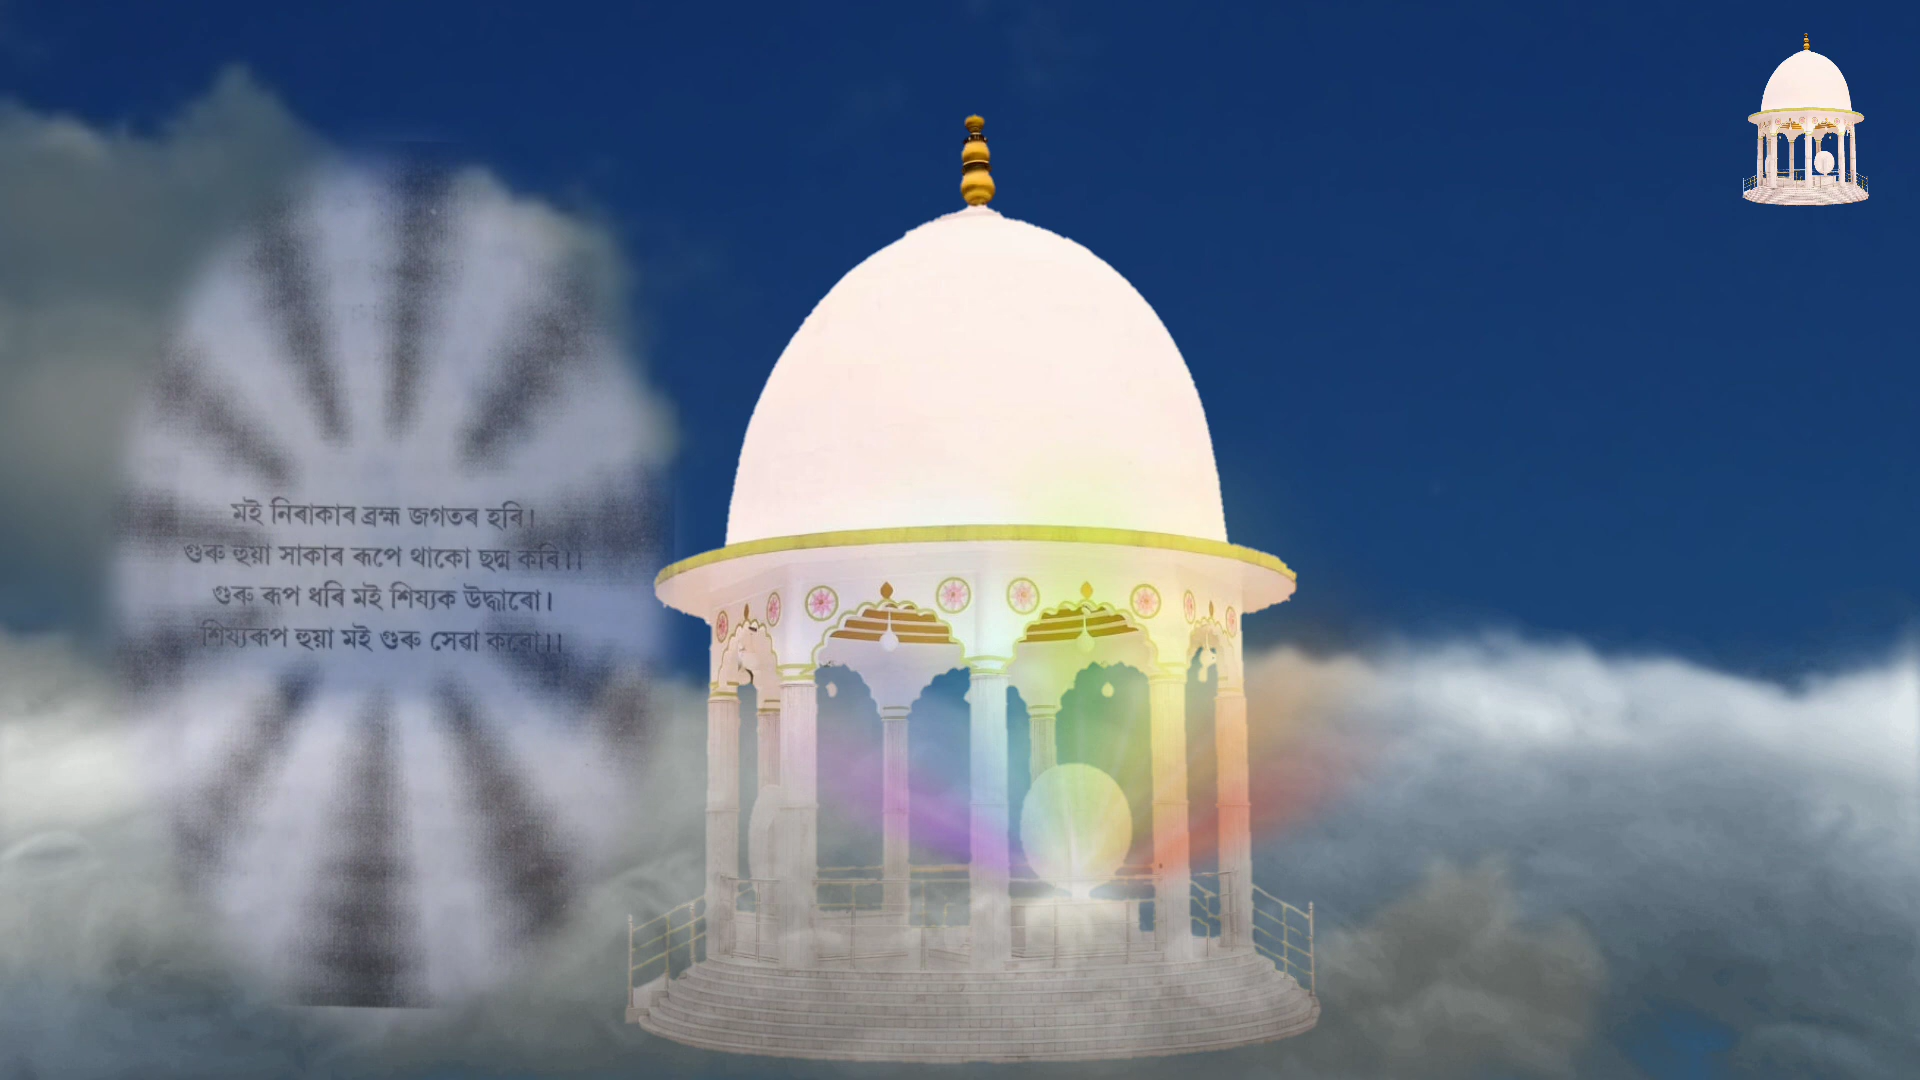 মই নিৰাকাৰ ব্ৰহ্ম জগতৰ হৰি।
গুৰু হুয়া সাকাৰ ৰূপে থাকো ছদ্ম কৰি।।
গুৰু ৰূপ ধৰি মই শিষ্যক উদ্ধাৰো।
শিষ্যৰূপ হুয়া মই গুৰু সেৱা কৰো।।